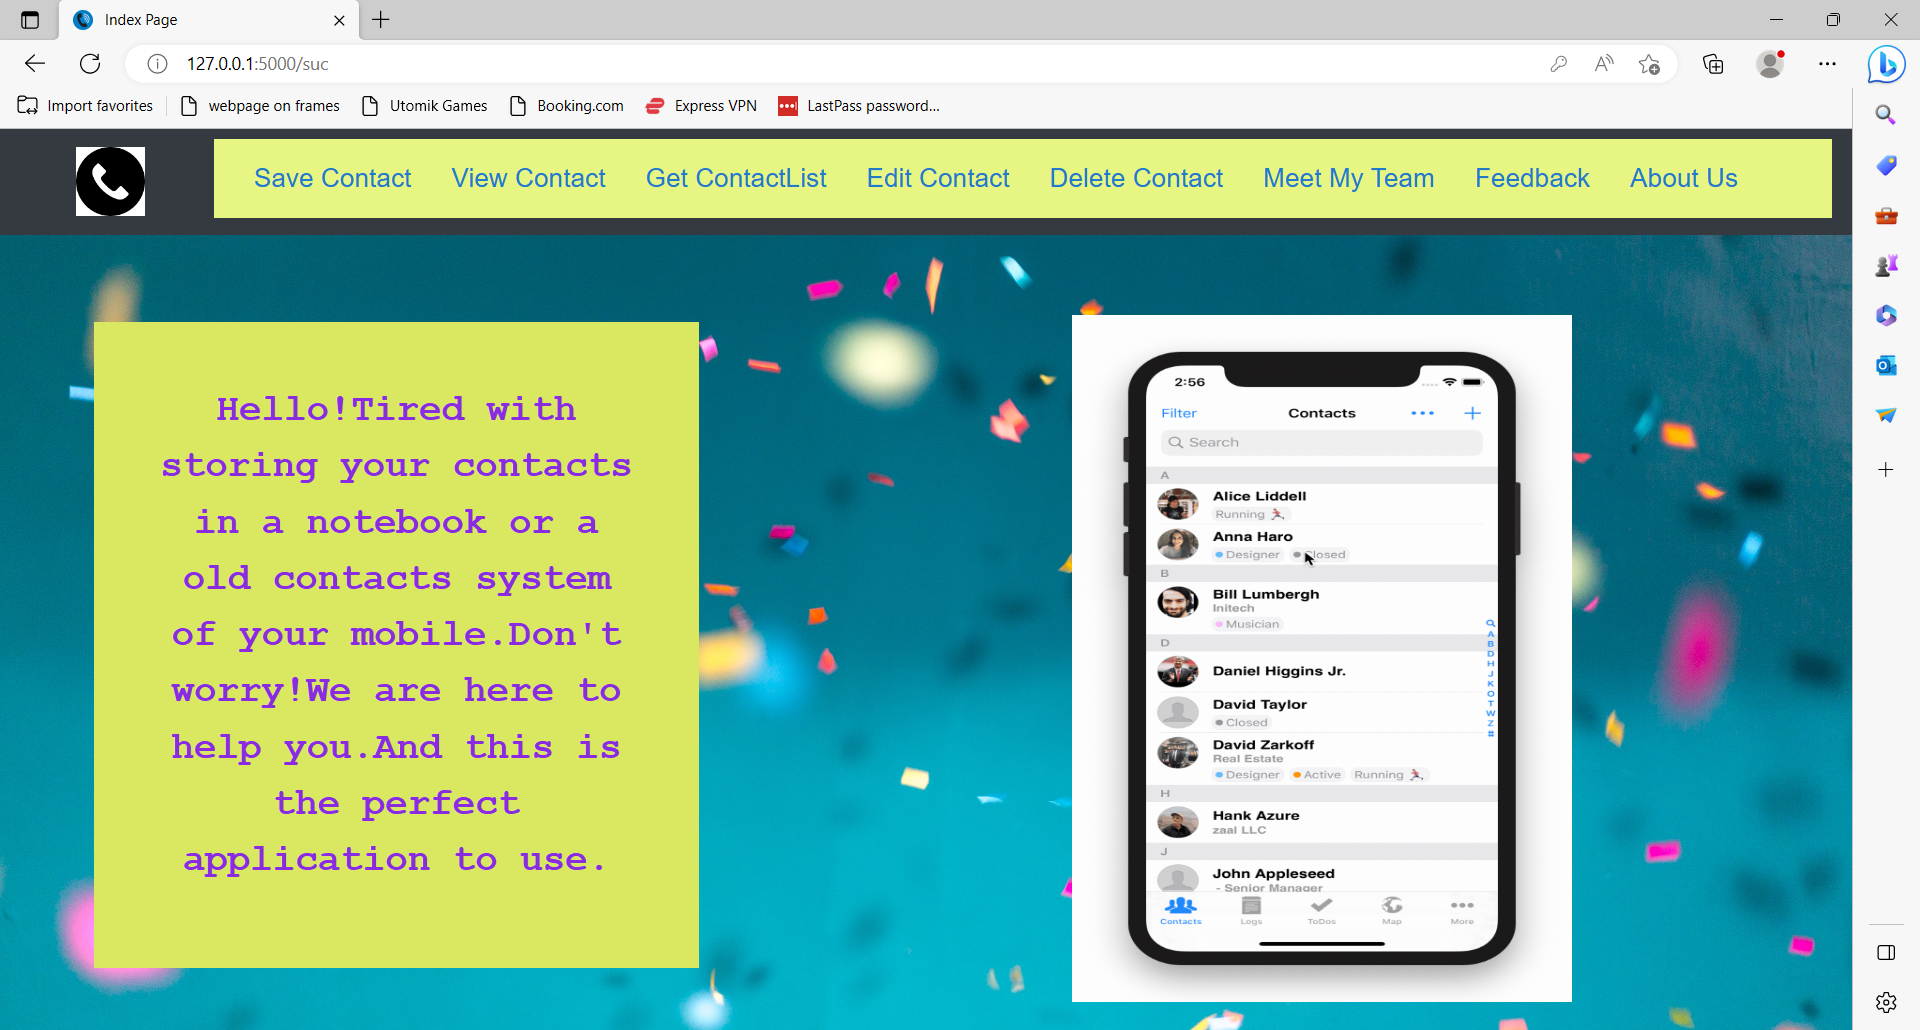 Index Page
127.0.0.1:5000/suc
Import favorites
webpage on frames
Utomik Games
Booking.com
Express VPN
LastPass password...
Save Contact
View Contact
Get ContactList
Edit Contact
Delete Contact
Meet My Team
Feedback
About Us
Hello!Tired with
storing your contacts
in a notebook or a
old contacts system
of your mobile.Don't
worry!We are here to
help you.And this is
the perfect
application to use.
2:56
Filter
Contacts
Search
A
Alice Liddell
Running
Anna Haro
Designer
Closed
B
Bill Lumbergh
Initech
Musician
D
Daniel Higgins Jr.
David Taylor
Closed
David Zarkoff
Real Estate
Designer
Active
Running
H
Hank Azure
zaal LLC
J
John Appleseed
- Senior Manager
A
B
D
H
J
K
O
T
W
Z
#
Contacts
Logs
ToDos
Map
More